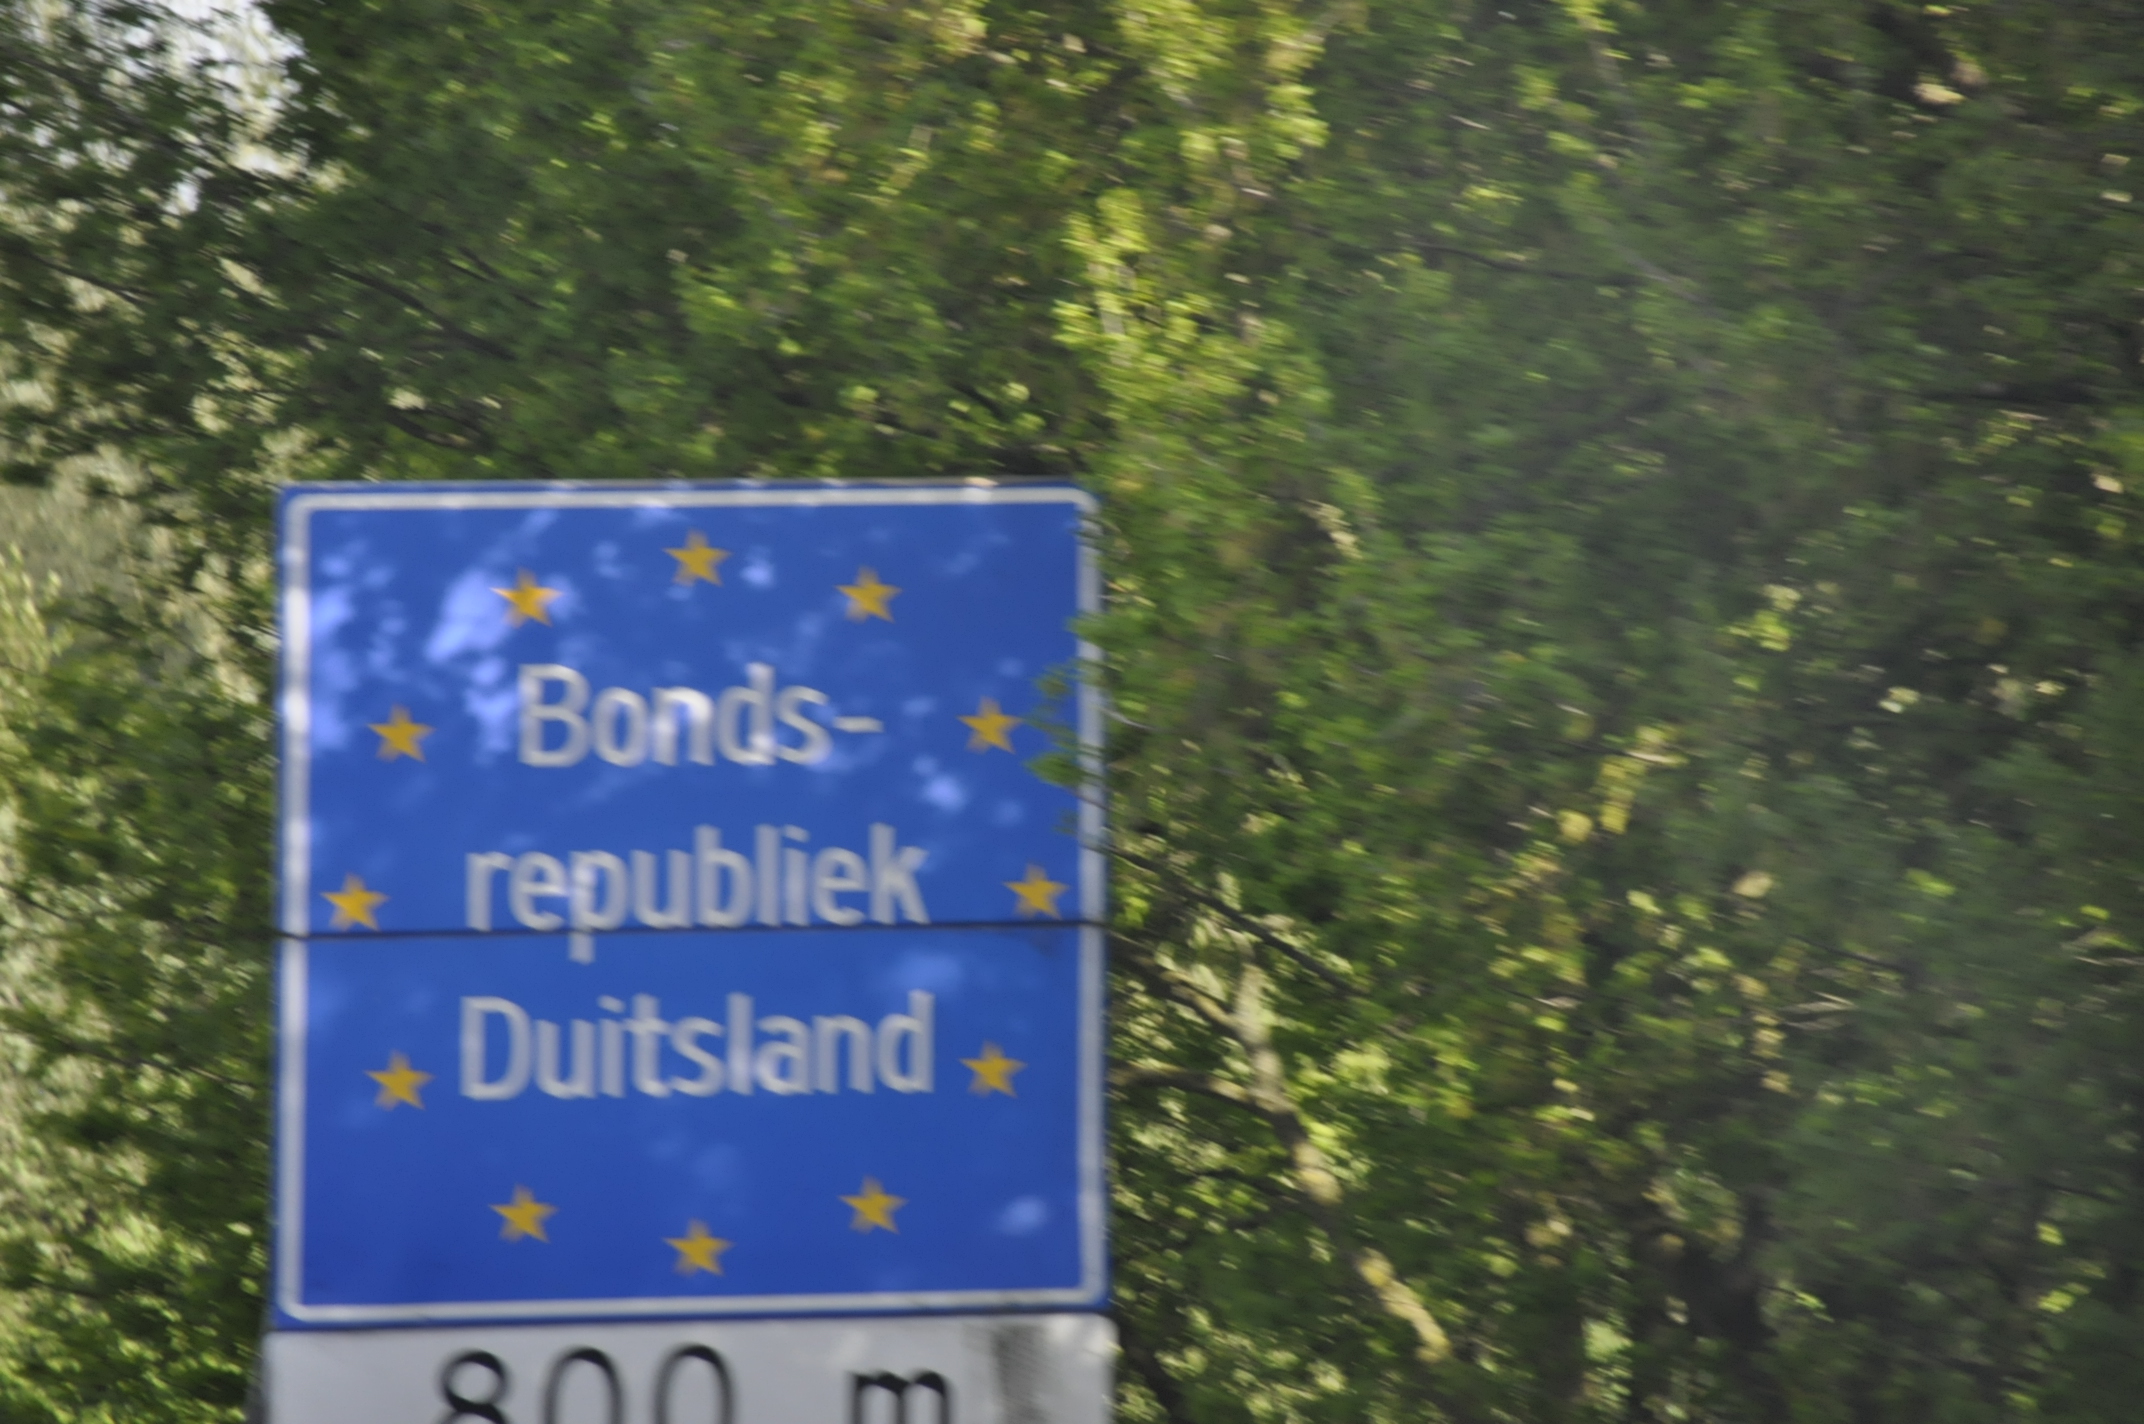 Bonds-
republiek
Duitsland
800 m